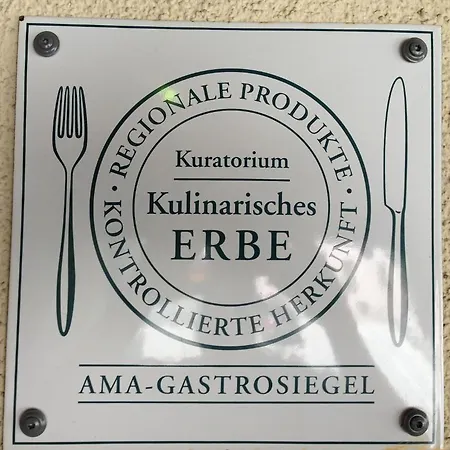 · REGIONALE PRODUKTE ·
KONTROLLIERTE HERKUNFT
Kuratorium
Kulinarisches
ERBE
AMA-GASTROSIEGEL